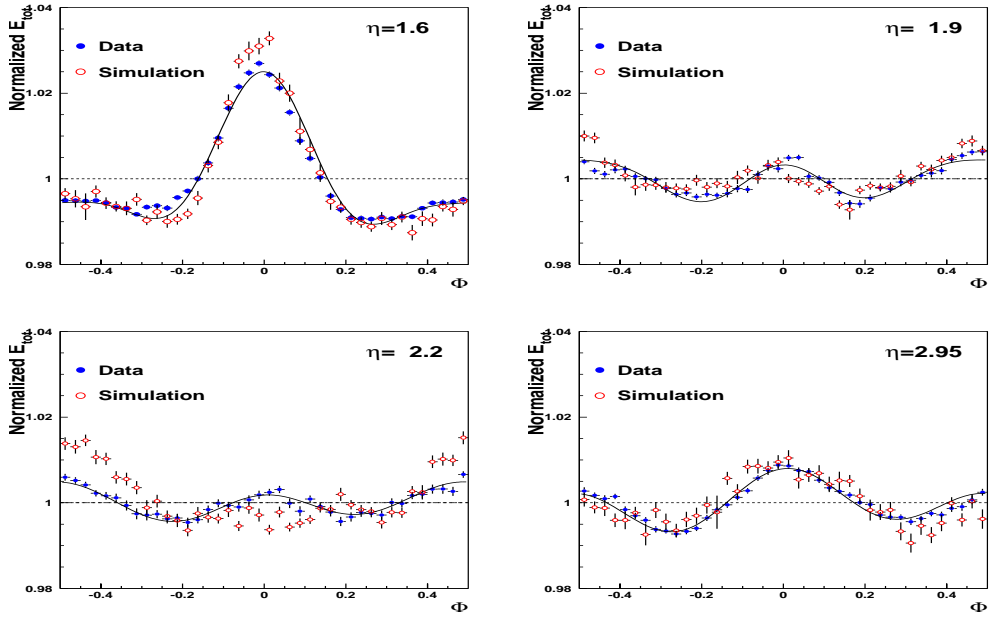 Normalized E_tot
1.04
η=1.6
Data
Simulation
1.02
1
0.98
-0.4 -0.2 0 0.2 0.4
Φ
Normalized E_tot
1.04
η= 1.9
Data
Simulation
1.02
1
0.98
-0.4 -0.2 0 0.2 0.4
Φ
Normalized E_tot
1.04
η= 2.2
Data
Simulation
1.02
1
0.98
-0.4 -0.2 0 0.2 0.4
Φ
Normalized E_tot
1.04
η=2.95
Data
Simulation
1.02
1
0.98
-0.4 -0.2 0 0.2 0.4
Φ